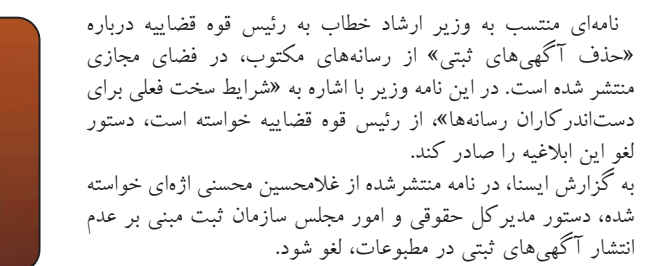 نامه‌ای منتسب به وزیر ارشاد خطاب به رئیس قوه قضاییه درباره
«حذف آگهی‌های ثبتی» از رسانه‌های مکتوب، در فضای مجازی
منتشر شده است. در این نامه وزیر با اشاره به «شرایط سخت فعلی برای
دست‌اندرکاران رسانه‌ها»، از رئیس قوه قضاییه خواسته است، دستور
لغو این ابلاغیه را صادر کند.
به گزارش ایسنا، در نامه منتشرشده از غلامحسین محسنی اژه‌ای خواسته
شده، دستور مدیرکل حقوقی و امور مجلس سازمان ثبت مبنی بر عدم
انتشار آگهی‌های ثبتی در مطبوعات، لغو شود.